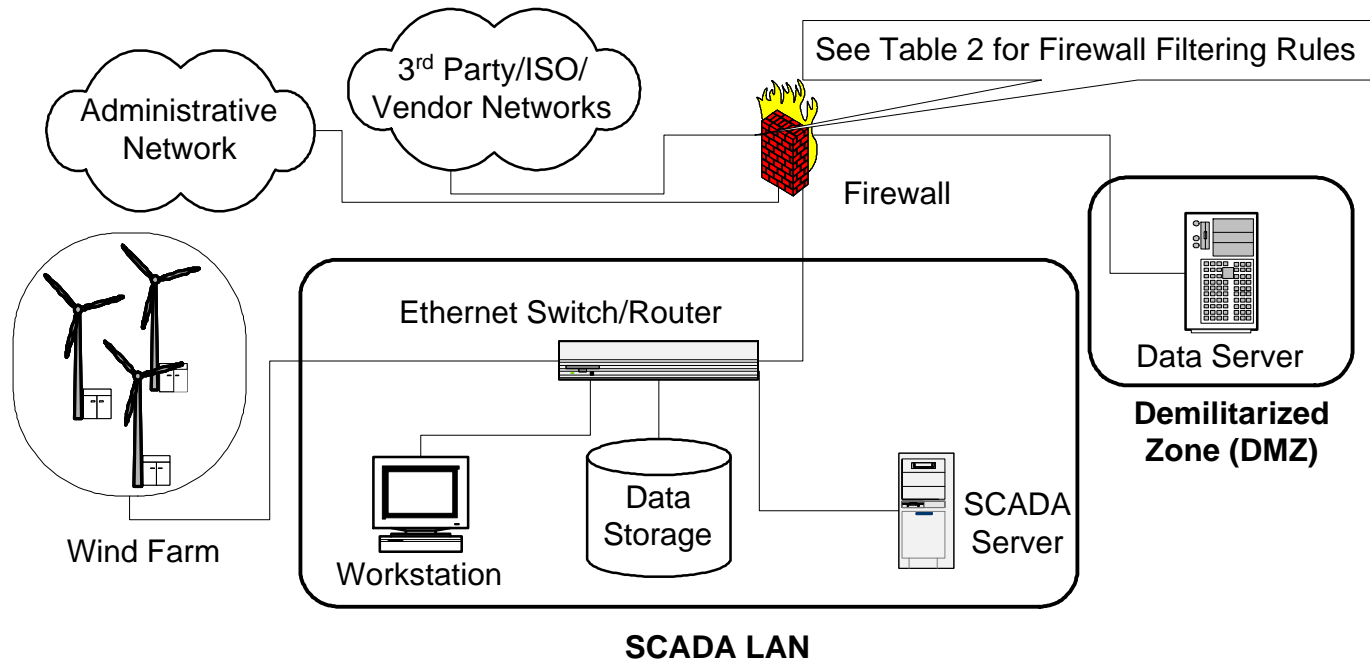 See Table 2 for Firewall Filtering Rules
3rd Party/ISO/
Vendor Networks
Administrative
Network
Firewall
Ethernet Switch/Router
Data Server
Demilitarized
Zone (DMZ)
Data
Storage
SCADA
Server
Wind Farm
Workstation
SCADA LAN